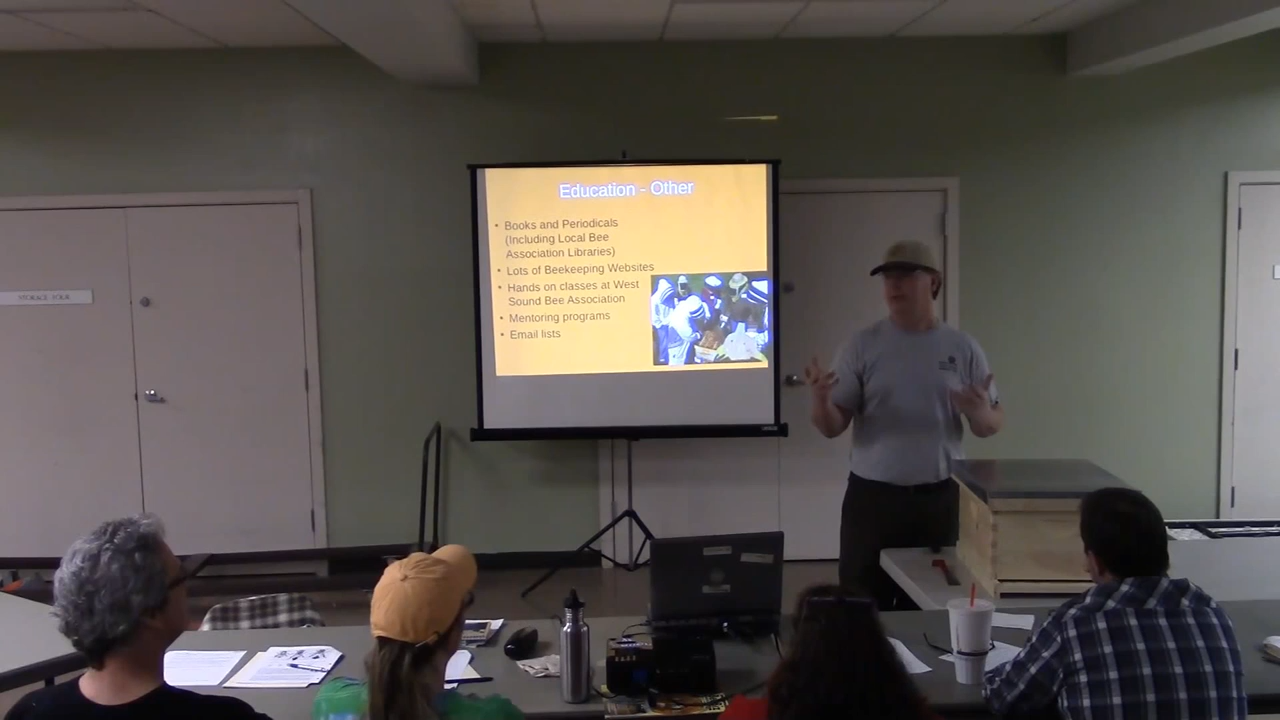 Education - Other
• Books and Periodicals
(Including Local Bee
Association Libraries)
• Lots of Beekeeping Websites
• Hands on classes at West
Sound Bee Association
• Mentoring programs
• Email lists
STORAGE FOUR